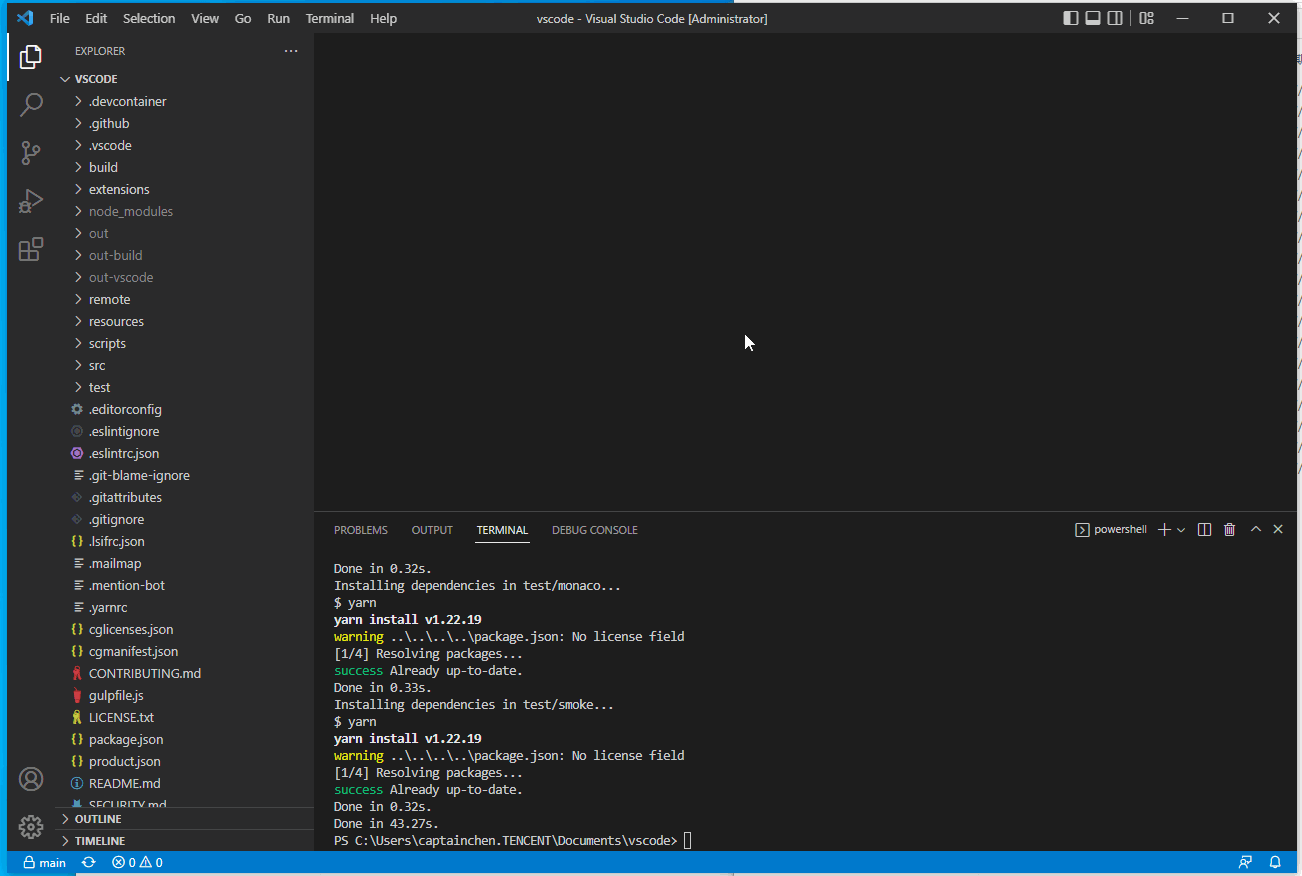 File Edit Selection View Go Run Terminal Help
vscode - Visual Studio Code [Administrator]
EXPLORER
VSCODE
.devcontainer
.github
.vscode
build
extensions
node_modules
out
out-build
out-vscode
remote
resources
scripts
src
test
.editorconfig
.eslintignore
.eslintrc.json
.git-blame-ignore
.gitattributes
.gitignore
.lsifrc.json
.mailmap
.mention-bot
.yarnrc
cglicenses.json
cgmanifest.json
CONTRIBUTING.md
gulpfile.js
LICENSE.txt
package.json
product.json
README.md
SECURITY.md
OUTLINE
TIMELINE
PROBLEMS OUTPUT TERMINAL DEBUG CONSOLE
powershell
Done in 0.32s.
Installing dependencies in test/monaco...
$ yarn
yarn install v1.22.19
warning ..\..\..\..\package.json: No license field
[1/4] Resolving packages...
success Already up-to-date.
Done in 0.33s.
Installing dependencies in test/smoke...
$ yarn
yarn install v1.22.19
warning ..\..\..\..\package.json: No license field
[1/4] Resolving packages...
success Already up-to-date.
Done in 0.32s.
Done in 43.27s.
PS C:\Users\captainchen.TENCENT\Documents\vscode>
main 0 0